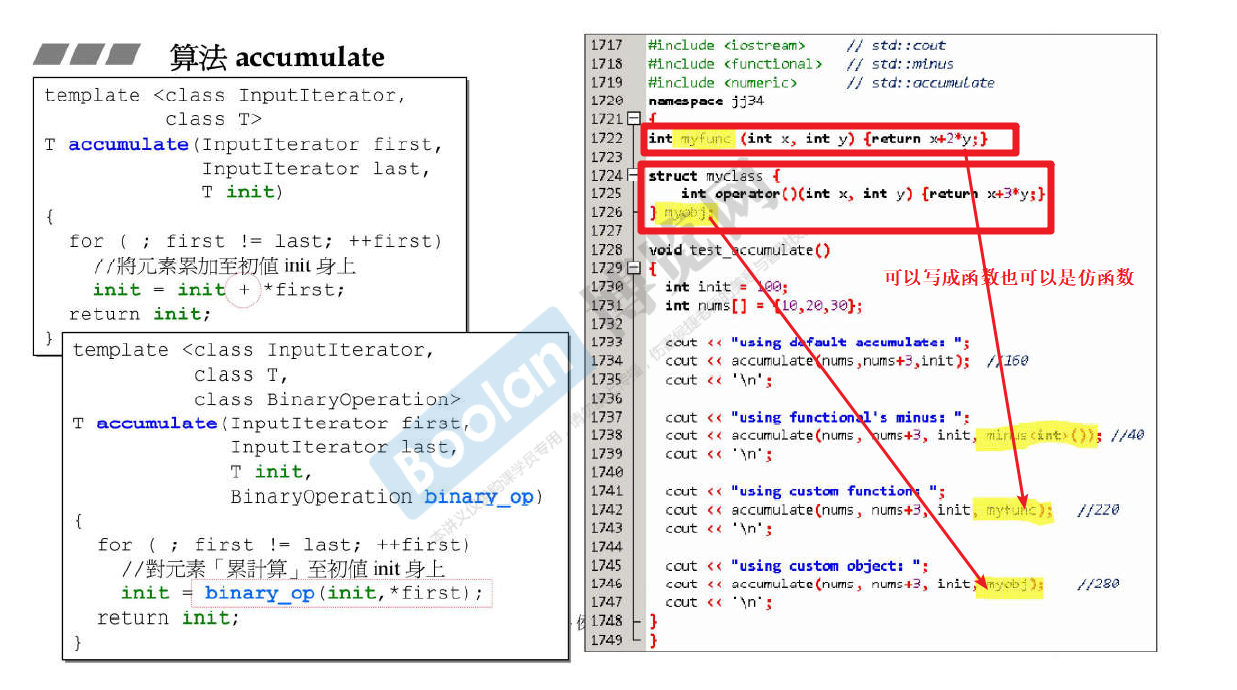 算法 accumulate
template <class InputIterator,
class T>
T accumulate(InputIterator first,
InputIterator last,
T init)
{
for ( ; first != last; ++first)
//將元素累加至初值 init 身上
init = init + *first;
return init;
}
template <class InputIterator,
class T,
class BinaryOperation>
T accumulate(InputIterator first,
InputIterator last,
T init,
BinaryOperation binary_op)
{
for ( ; first != last; ++first)
//對元素「累計算」至初值 init 身上
init = binary_op(init,*first);
return init;
}
1717 #include <iostream> // std::cout
1718 #include <functional> // std::minus
1719 #include <numeric> // std::accumulate
1720 namespace jj34
1721 {
1722 int myfunc (int x, int y) {return x+2*y;}
1723
1724 struct myclass {
1725 int operator()(int x, int y) {return x+3*y;}
1726 } myobj;
1727
1728 void test_accumulate()
1729 {
1730 int init = 100;
1731 int nums[] = {10,20,30};
1732
1733 cout << "using default accumulate: ";
1734 cout << accumulate(nums,nums+3,init); //160
1735 cout << '\n';
1736
1737 cout << "using functional's minus: ";
1738 cout << accumulate(nums, nums+3, init, minus<int>()); //40
1739 cout << '\n';
1740
1741 cout << "using custom function: ";
1742 cout << accumulate(nums, nums+3, init, myfunc); //220
1743 cout << '\n';
1744
1745 cout << "using custom object: ";
1746 cout << accumulate(nums, nums+3, init, myobj); //280
1747 cout << '\n';
1748 }
1749 }
可以写成函数也可以是仿函数
Boolan 博览网